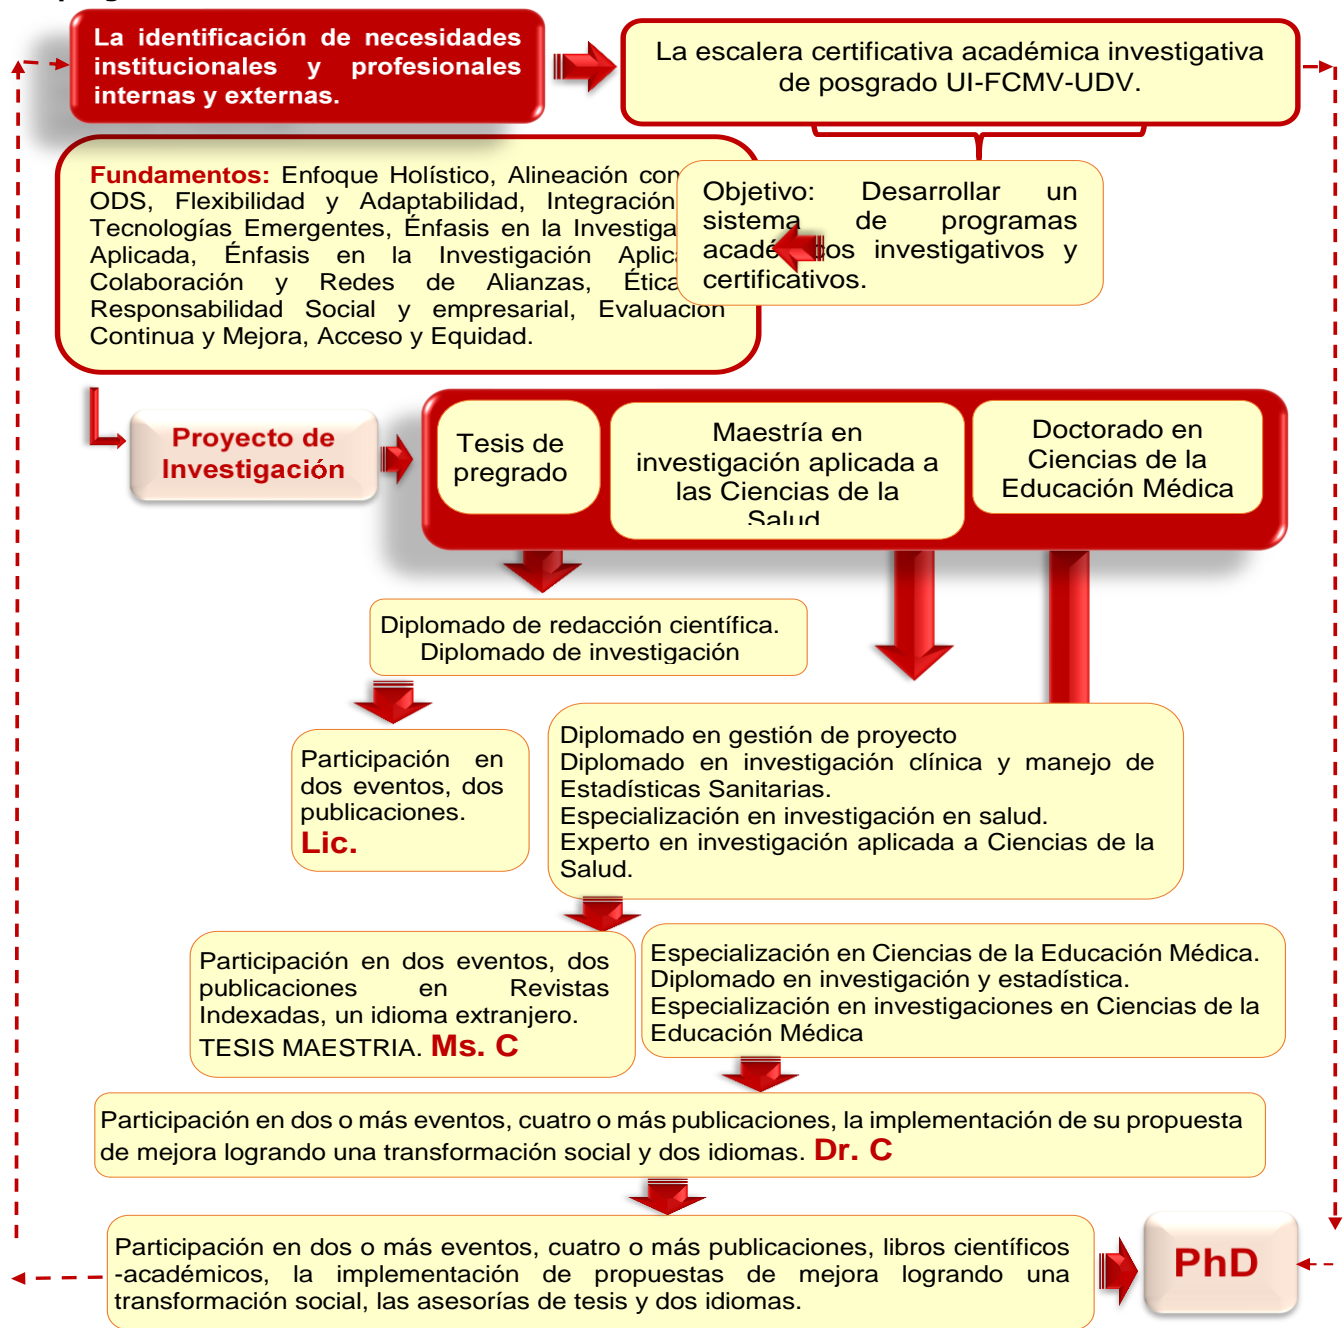 La identificación de necesidades
institucionales y profesionales
internas y externas.
La escalera certificativa académica investigativa
de posgrado UI-FCMV-UDV.
Fundamentos: Enfoque Holístico, Alineación con
ODS, Flexibilidad y Adaptabilidad, Integración
Tecnologías Emergentes, Énfasis en la Investiga
Aplicada, Énfasis en la Investigación Aplica
Colaboración y Redes de Alianzas, Ética
Responsabilidad Social y empresarial, Evaluación
Continua y Mejora, Acceso y Equidad.
Objetivo: Desarrollar un
sistema de programas
académicos investigativos y
certificativos.
Proyecto de
Investigación
Tesis de
pregrado
Maestría en
investigación aplicada a
las Ciencias de la
Salud
Doctorado en
Ciencias de la
Educación Médica
Diplomado de redacción científica.
Diplomado de investigación
Participación en
dos eventos, dos
publicaciones.
Lic.
Diplomado en gestión de proyecto
Diplomado en investigación clínica y manejo de
Estadísticas Sanitarias.
Especialización en investigación en salud.
Experto en investigación aplicada a Ciencias de la
Salud.
Participación en dos eventos, dos
publicaciones en Revistas
Indexadas, un idioma extranjero.
TESIS MAESTRIA. Ms. C
Especialización en Ciencias de la Educación Médica.
Diplomado en investigación y estadística.
Especialización en investigaciones en Ciencias de la
Educación Médica
Participación en dos o más eventos, cuatro o más publicaciones, la implementación de su propuesta
de mejora logrando una transformación social y dos idiomas. Dr. C
Participación en dos o más eventos, cuatro o más publicaciones, libros científicos
-académicos, la implementación de propuestas de mejora logrando una
transformación social, las asesorías de tesis y dos idiomas.
PhD